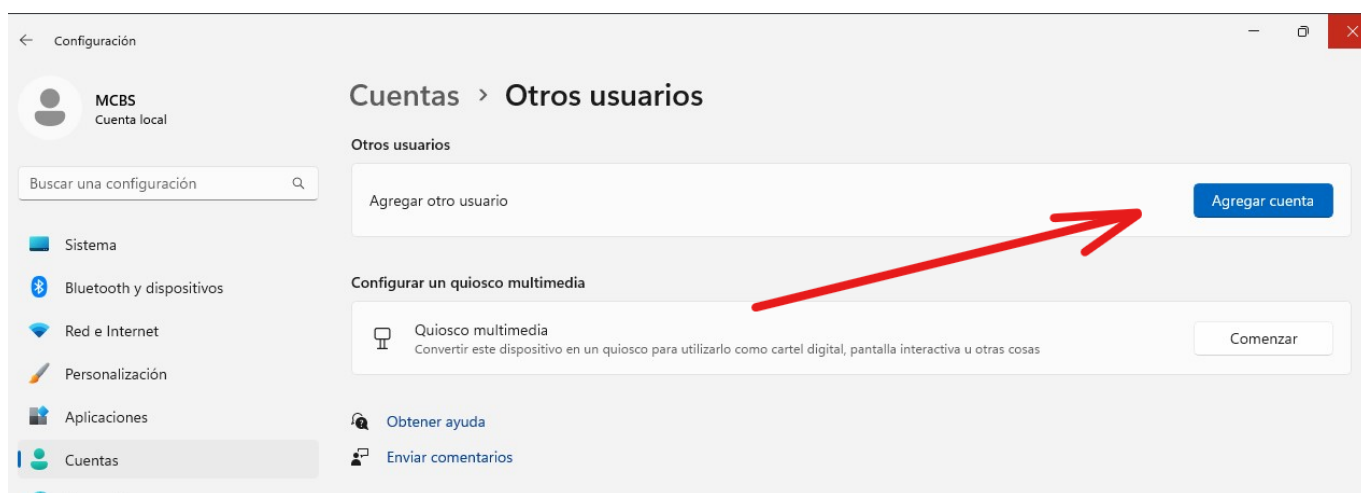 Configuración
MCBS
Cuenta local
Buscar una configuración
Sistema
Bluetooth y dispositivos
Red e Internet
Personalización
Aplicaciones
Cuentas
Cuentas > Otros usuarios
Otros usuarios
Agregar otro usuario
Agregar cuenta
Configurar un quiosco multimedia
Quiosco multimedia
Convertir este dispositivo en un quiosco para utilizarlo como cartel digital, pantalla interactiva u otras cosas
Comenzar
Obtener ayuda
Enviar comentarios